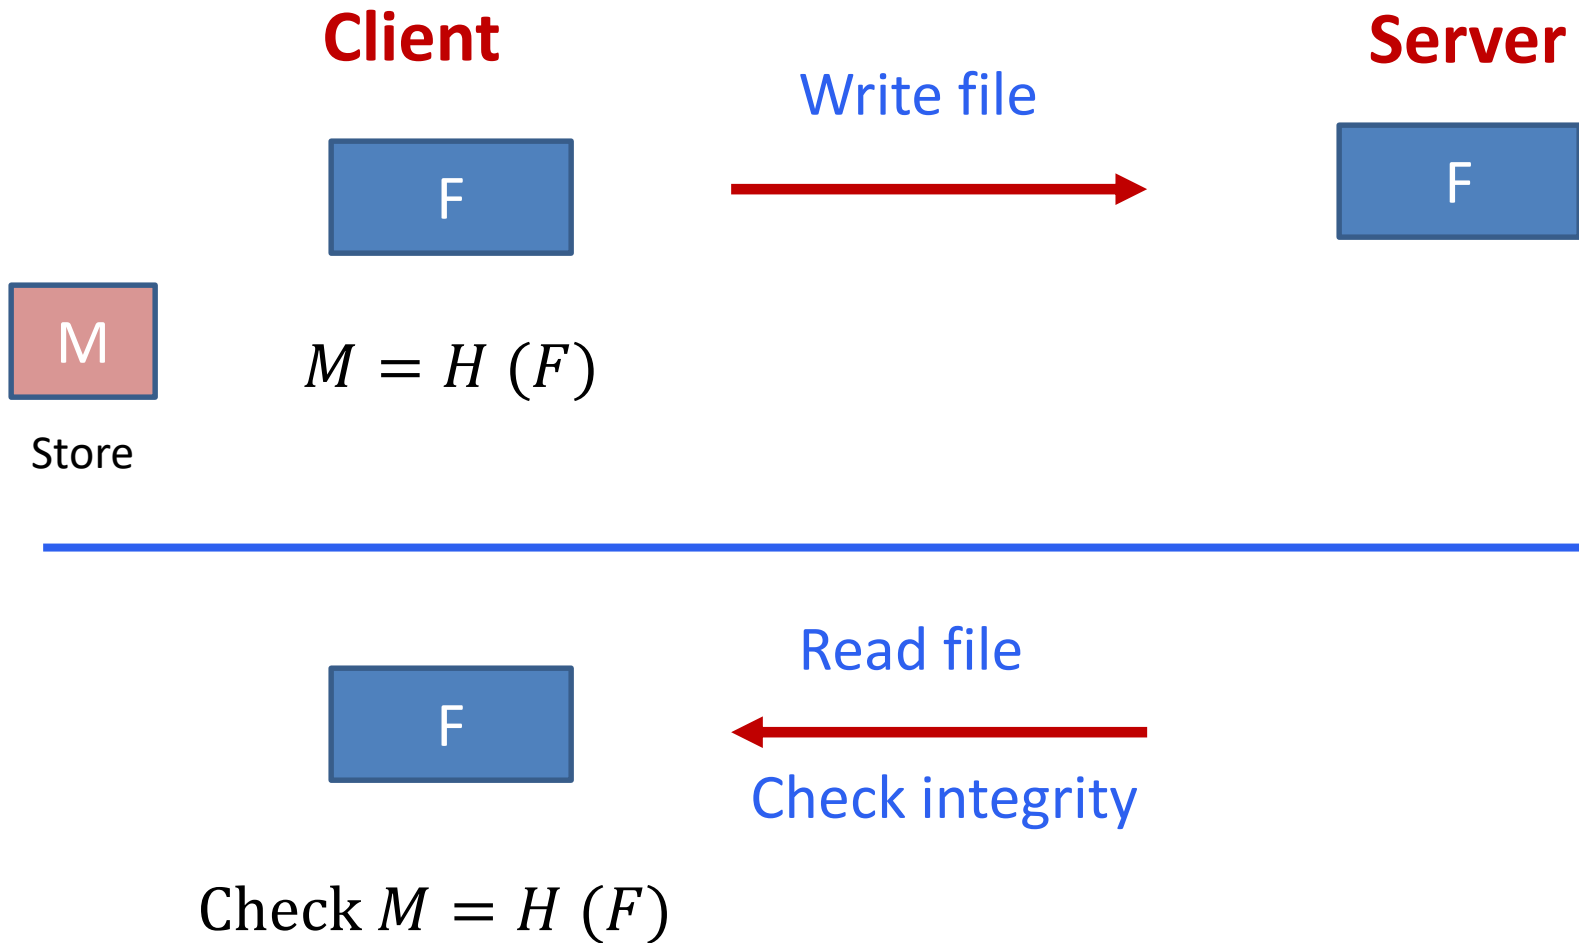 Client
Server
Write file
F
F
M
M = H (F)
Store
Read file
F
Check integrity
Check M = H (F)